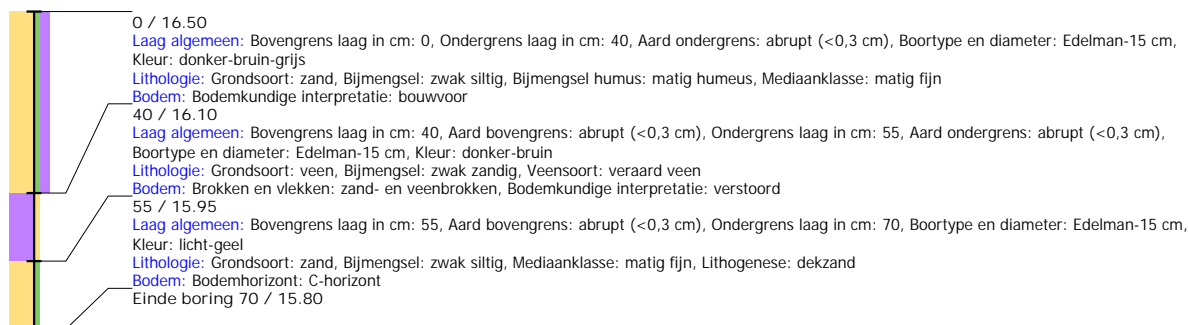 0 / 16.50
Laag algemeen: Bovengrens laag in cm: 0, Ondergrens laag in cm: 40, Aard ondergrens: abrupt (<0,3 cm), Boortype en diameter: Edelman-15 cm,
Kleur: donker-bruin-grijs
Lithologie: Grondsoort: zand, Bijmengsel: zwak siltig, Bijmengsel humus: matig humeus, Mediaanklasse: matig fijn
Bodem: Bodemkundige interpretatie: bouwvoor
40 / 16.10
Laag algemeen: Bovengrens laag in cm: 40, Aard bovengrens: abrupt (<0,3 cm), Ondergrens laag in cm: 55, Aard ondergrens: abrupt (<0,3 cm),
Boortype en diameter: Edelman-15 cm, Kleur: donker-bruin
Lithologie: Grondsoort: veen, Bijmengsel: zwak zandig, Veensoort: veraard veen
Bodem: Brokken en vlekken: zand- en veenbrokken, Bodemkundige interpretatie: verstoord
55 / 15.95
Laag algemeen: Bovengrens laag in cm: 55, Aard bovengrens: abrupt (<0,3 cm), Ondergrens laag in cm: 70, Boortype en diameter: Edelman-15 cm,
Kleur: licht-geel
Lithologie: Grondsoort: zand, Bijmengsel: zwak siltig, Mediaanklasse: matig fijn, Lithogenese: dekzand
Bodem: Bodemhorizont: C-horizont
Einde boring 70 / 15.80